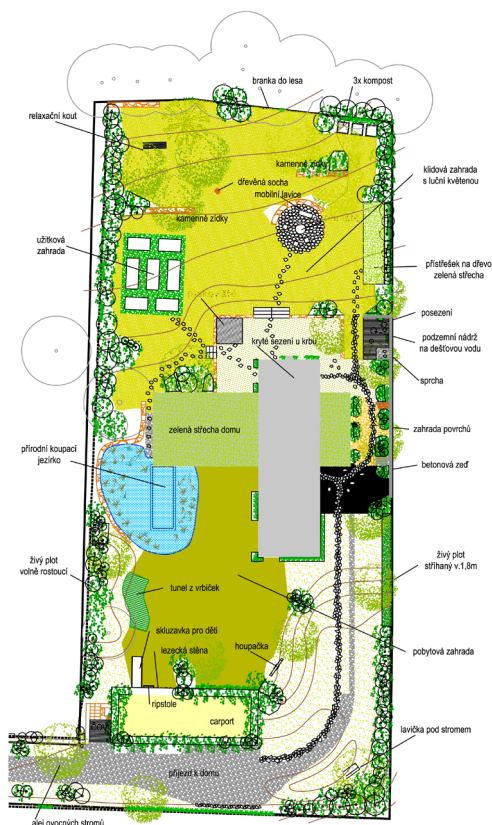 branka do lesa
3x kompost
relaxační kout
kamenné zídky
klidová zahrada
s luční květenou
dřevěná socha
mobilní lavice
kamenné zídky
užitková
zahrada
přístřešek na dřevo
zelená střecha
posezení
podzemní nádrž
na dešťovou vodu
kryté sezení u krbu
sprcha
zelená střecha domu
zahrada povrchů
přírodní koupací
jezírko
betonová zeď
živý plot
volně rostoucí
živý plot
stříhaný v.1,8m
tunel z vrbiček
skluzavka pro děti
lezecká stěna
houpačka
pobytová zahrada
ripstole
carport
lavička pod stromem
příjezd k domu
alej ovocných stromů